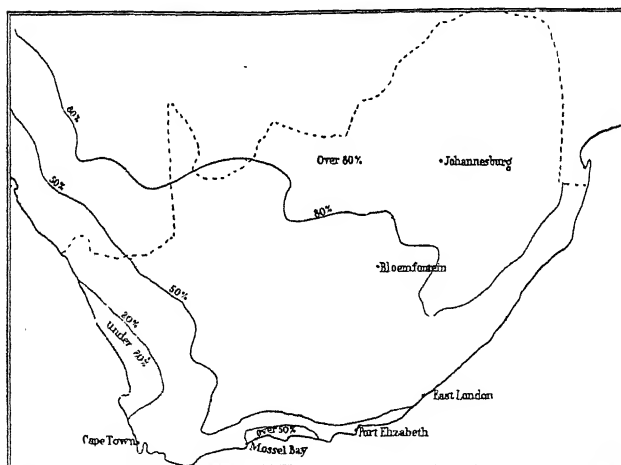 80%
50%
Over 80%
Johannesburg
80%
Bloemfontein
50%
20%
Under 20%
East London
Over 50%
Port Elizabeth
Cape Town
Mossel Bay